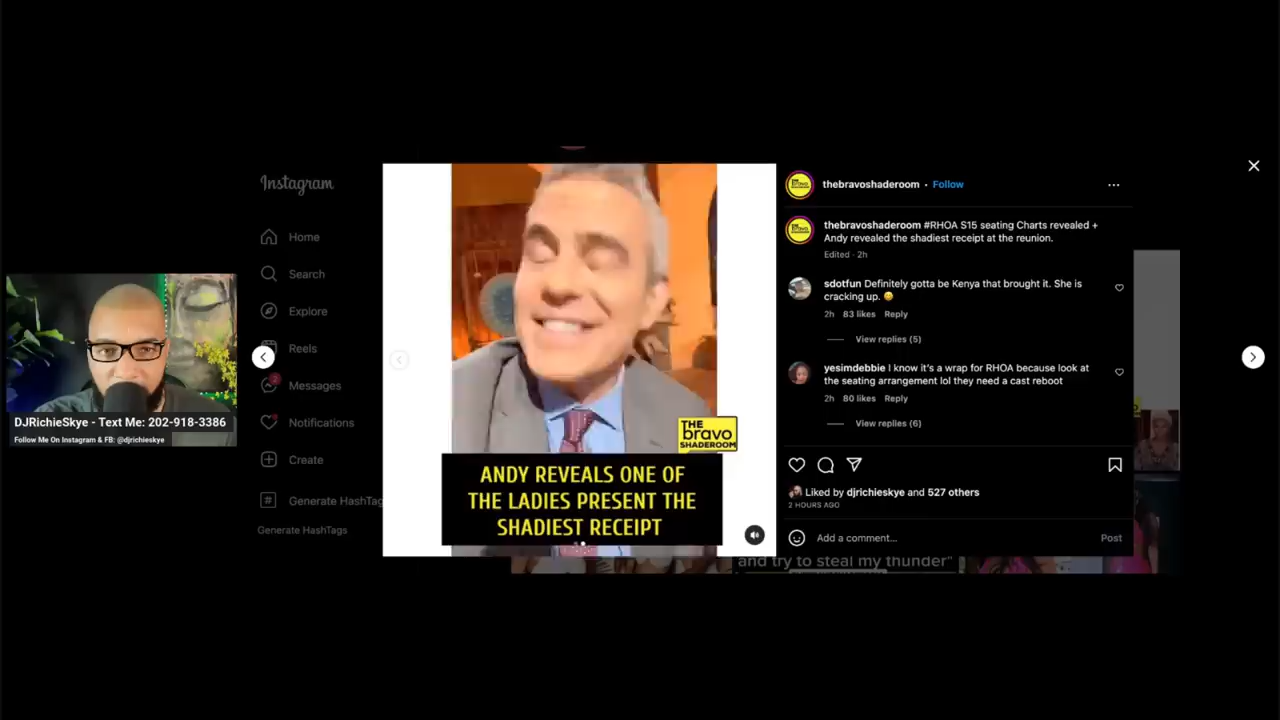 Instagram
Home
Search
Explore
Reels
Messages
Notifications
Create
Generate HashTag
Generate HashTags
DJRichieSkye - Text Me: 202-918-3386
Follow Me On Instagram & FB: @djrichieskye
THE
bravo
SHADEROOM
ANDY REVEALS ONE OF
THE LADIES PRESENT THE
SHADIEST RECEIPT
thebravoshaderoom • Follow
thebravoshaderoom #RHOA S15 seating Charts revealed +
Andy revealed the shadiest receipt at the reunion.
Edited · 2h
sdotfun Definitely gotta be Kenya that brought it. She is
cracking up. 😄
2h 83 likes Reply
View replies (5)
yesimdebbie I know it's a wrap for RHOA because look at
the seating arrangement lol they need a cast reboot
2h 80 likes Reply
View replies (6)
Liked by djrichieskye and 527 others
2 HOURS AGO
Add a comment...
Post
and try to steal my thunder"